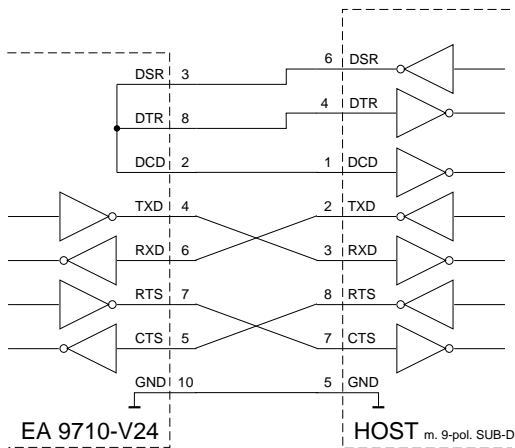 DSR 3 6 DSR
DTR 8 4 DTR
DCD 2 1 DCD
TXD 4 2 TXD
RXD 6 3 RXD
RTS 7 8 RTS
CTS 5 7 CTS
GND 10 5 GND
EA 9710-V24 HOST m. 9-pol. SUB-D